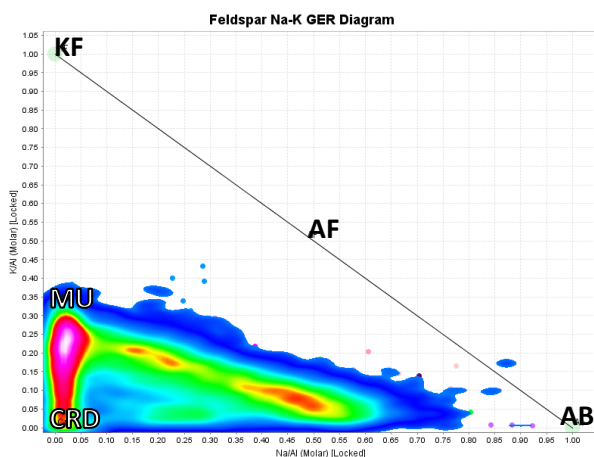 Feldspar Na-K GER Diagram
1.05
1.00
0.95
0.90
0.85
0.80
0.75
0.70
0.65
0.60
0.55
0.50
0.45
0.40
0.35
0.30
0.25
0.20
0.15
0.10
0.05
0.00
K/Al (Molar) [Locked]
KF
AF
MU
CRD
AB
0.00 0.05 0.10 0.15 0.20 0.25 0.30 0.35 0.40 0.45 0.50 0.55 0.60 0.65 0.70 0.75 0.80 0.85 0.90 0.95 1.00
Na/Al (Molar) [Locked]